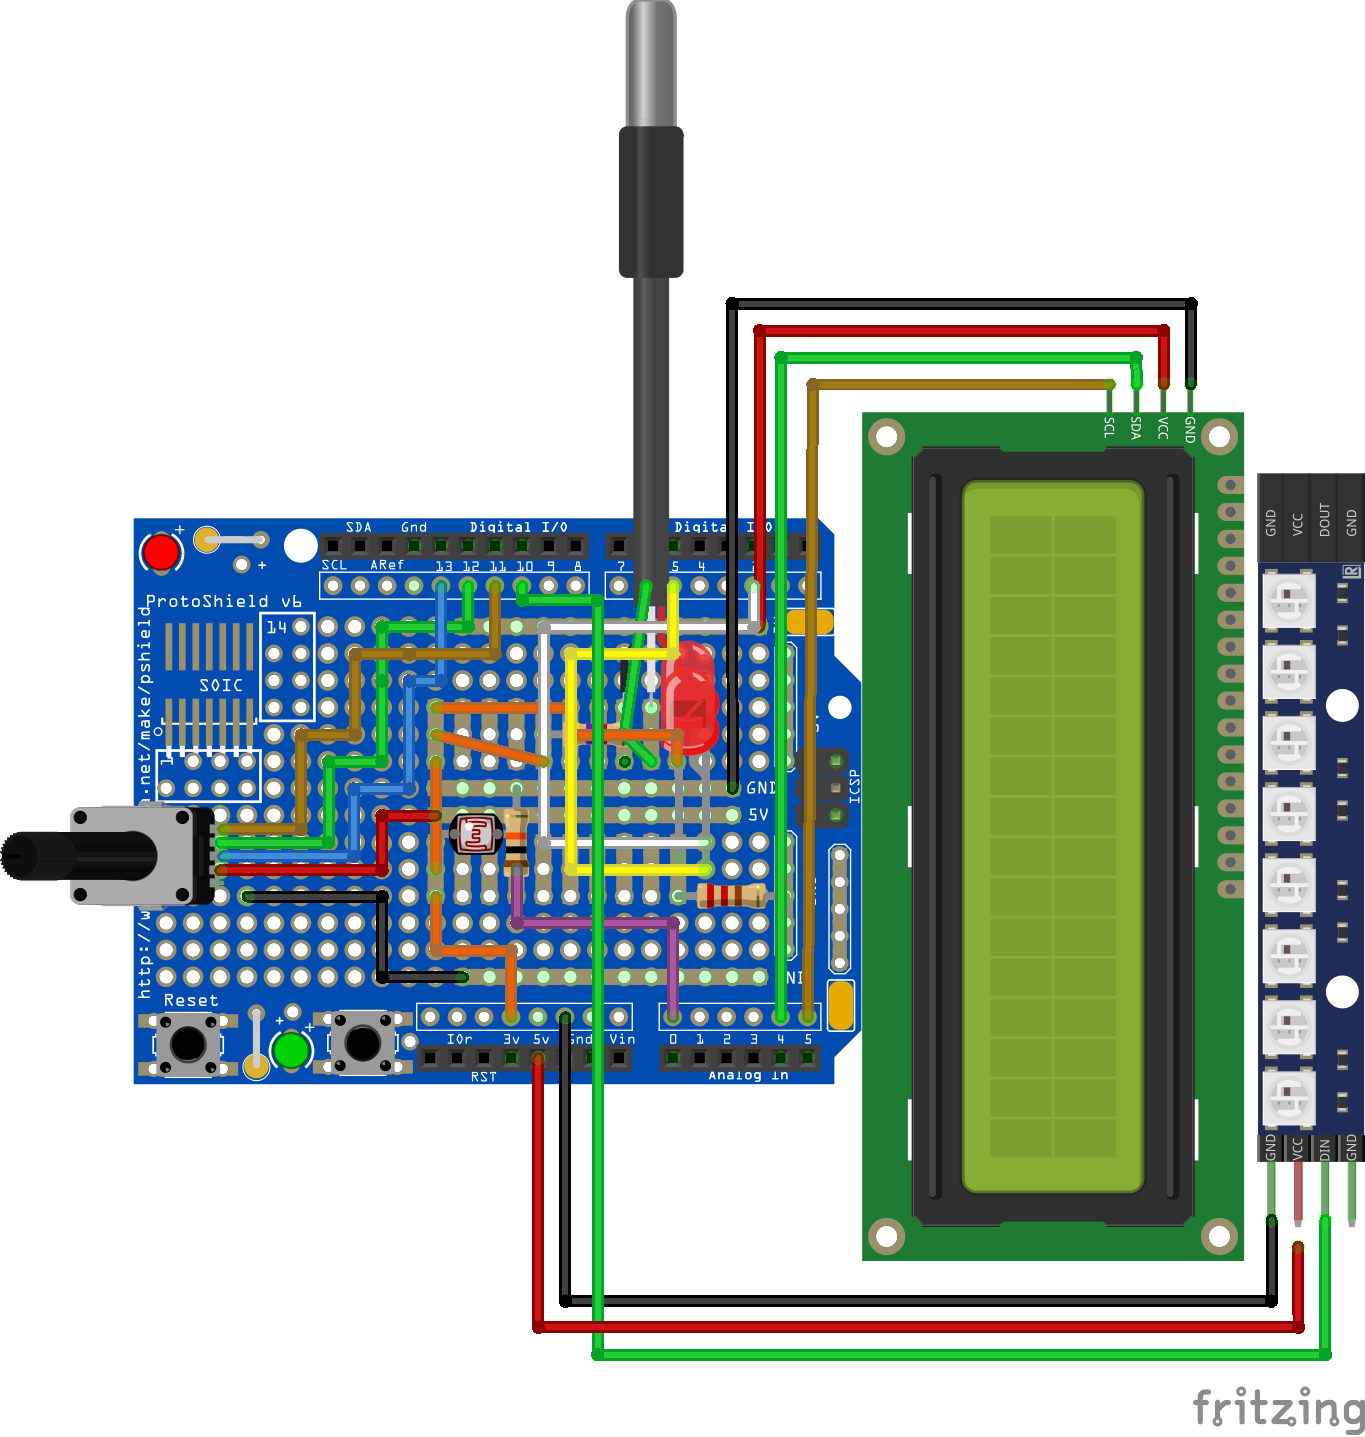 SCL
SDA
VCC
GND
SDA Gnd Digital I/O
SCL ARef 13 12 11 10 9 8
7 5 4 2
ProtoShield v6
14
SOIC
1
.net/make/pshield
http://w
GND
5V
ICSP
Reset
IOr 3v 5v Gnd Vin
RST
0 1 2 3 4 5
Analog In
GND
VCC
DOUT
GND
GND
VCC
DIN
GND
fritzing